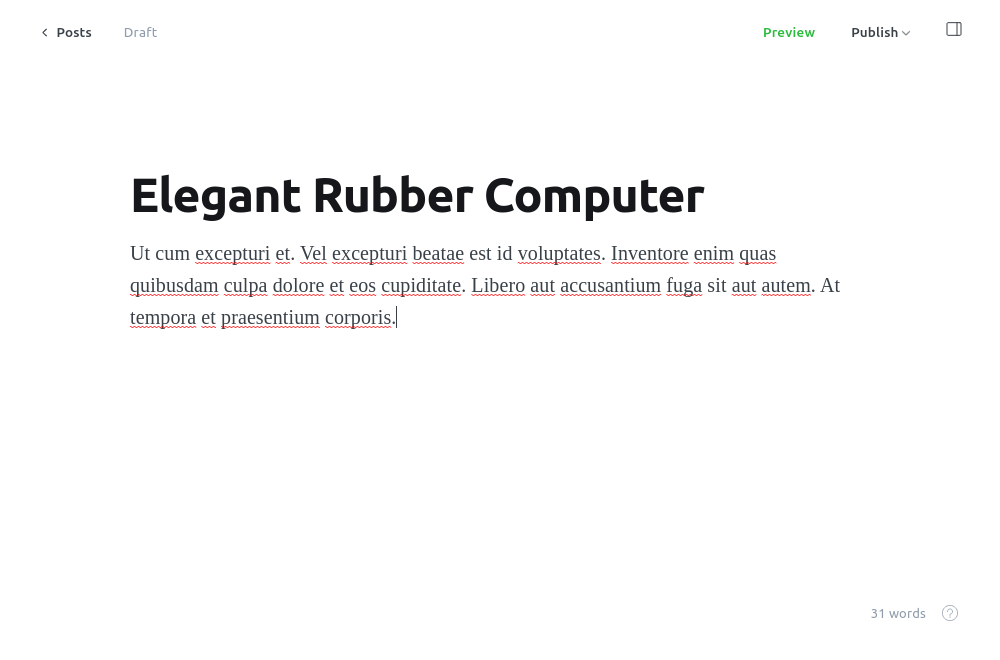 Posts Draft Preview Publish
Elegant Rubber Computer
Ut cum excepturi et. Vel excepturi beatae est id voluptates. Inventore enim quas
quibusdam culpa dolore et eos cupiditate. Libero aut accusantium fuga sit aut autem. At
tempora et praesentium corporis.
31 words ?